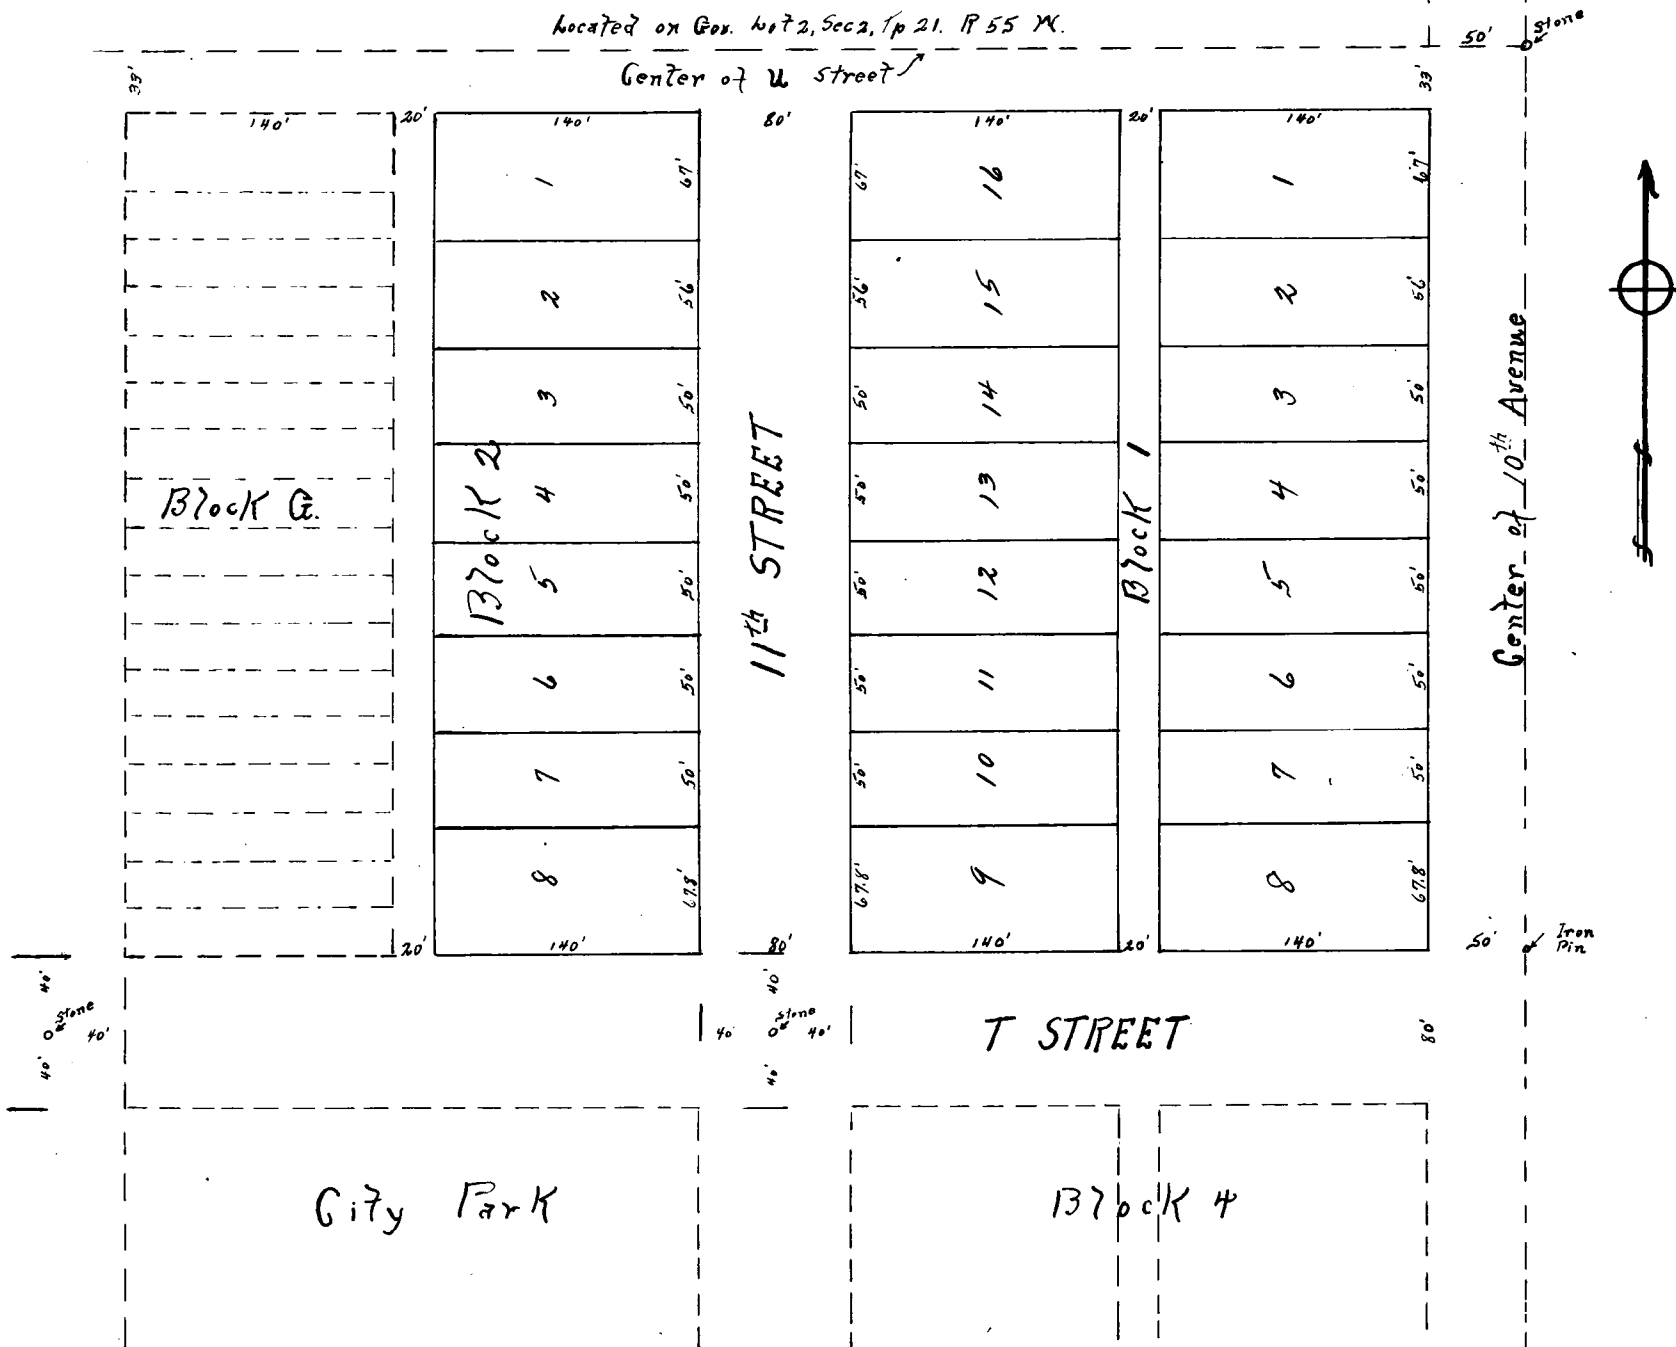 Located on Gov. Lot 2, Sec 2, Tp 21. R 55 W.
50' Stone
Center of U Street
33' 33'
140' 20' 140' 80' 140' 20' 140'
1 67' 67' 16 1 67'
2 56' 56' 15 2 56'
3 50' 50' 14 3 50'
4 50' 50' 13 4 50'
5 50' 50' 12 5 50'
6 50' 50' 11 6 50'
7 50' 50' 10 7 50'
8 67.8' 67.8' 9 8 67.8'
Block G.
Block 2
11th STREET
Block 1
Center of 10th Avenue
20' 140' 80' 140' 20' 140' 50' Iron
Pin
40' 40'
Stone 40' 40 Stone 40' T STREET 80'
40' 40'
City Park Block 4